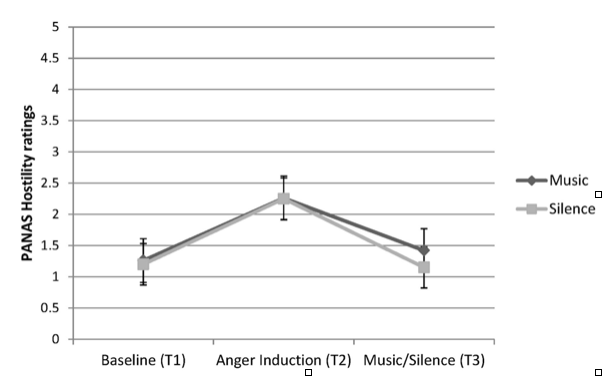 5
4.5
4
3.5
3
2.5
2
1.5
1
0.5
0
PANAS Hostility ratings
Baseline (T1)
Anger Induction (T2)
Music/Silence (T3)
Music
Silence